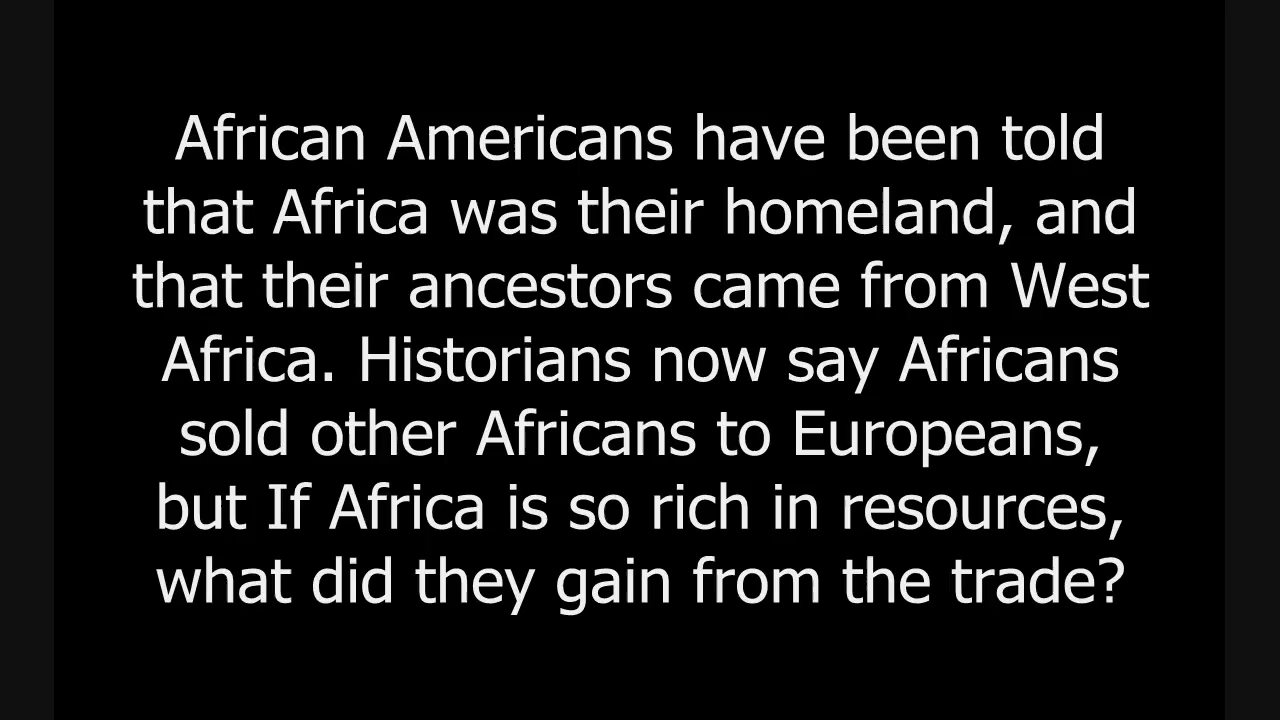 African Americans have been told
that Africa was their homeland, and
that their ancestors came from West
Africa. Historians now say Africans
sold other Africans to Europeans,
but If Africa is so rich in resources,
what did they gain from the trade?